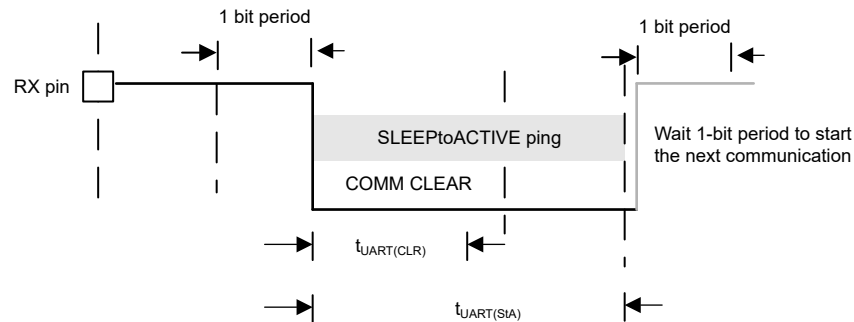 1 bit period
1 bit period
RX pin
SLEEPtoACTIVE ping
Wait 1-bit period to start
the next communication
COMM CLEAR
tUART(CLR)
tUART(StA)